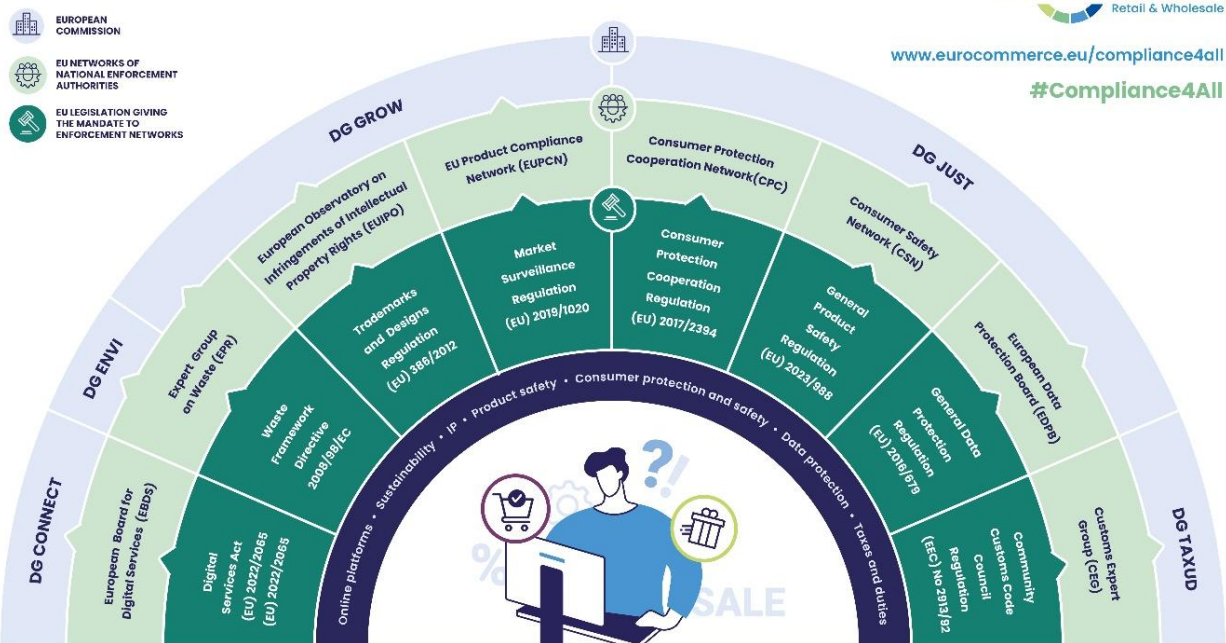 EUROPEAN
COMMISSION
EU NETWORKS OF
NATIONAL ENFORCEMENT
AUTHORITIES
EU LEGISLATION GIVING
THE MANDATE TO
ENFORCEMENT NETWORKS
Retail & Wholesale
www.eurocommerce.eu/compliance4all
#Compliance4All
DG CONNECT
DG ENVI
DG GROW
DG JUST
DG TAXUD
European Board for
Digital Services (EBDS)
Expert Group
on Waste (EPR)
European Observatory on
Infringements of Intellectual
Property Rights (EUIPO)
EU Product Compliance
Network (EUPCN)
Consumer Protection
Cooperation Network(CPC)
Consumer Safety
Network (CSN)
European Data
Protection Board (EDPB)
Customs Expert
Group (CEG)
Digital
Services Act
(EU) 2022/2065
(EU) 2022/2065
Waste
Framework
Directive
2008/98/EC
Trademarks
and Designs
Regulation
(EU) 386/2012
Market
Surveillance
Regulation
(EU) 2019/1020
Consumer
Protection
Cooperation
Regulation
(EU) 2017/2394
General
Product
Safety
Regulation
(EU) 2023/988
General Data
Protection
Regulation
(EU) 2016/679
Community
Customs Code
Council
Regulation
(EEC) No 2913/92
Online platforms • Sustainability • IP • Product safety • Consumer protection and safety • Data protection • Taxes and duties
?!
%
SALE